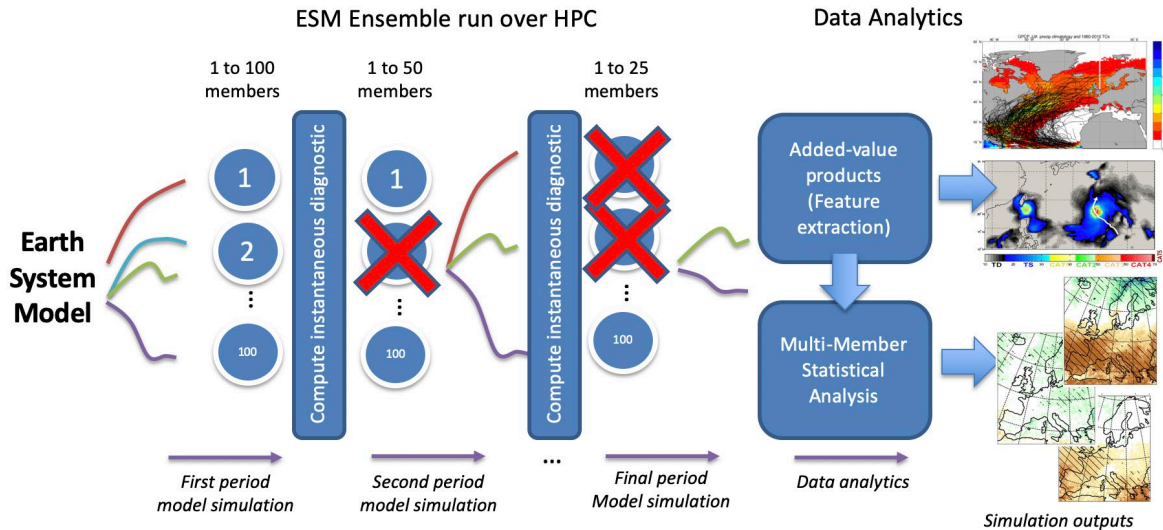 ESM Ensemble run over HPC
Data Analytics
1 to 100
members
1 to 50
members
1 to 25
members
Earth
System
Model
1
2
...
100
Compute instantaneous diagnostic
1
...
100
Compute instantaneous diagnostic
...
100
Added-value
products
(Feature
extraction)
Multi-Member
Statistical
Analysis
TD TS CAT4 CAT5
First period
model simulation
Second period
model simulation
...
Final period
Model simulation
Data analytics
Simulation outputs